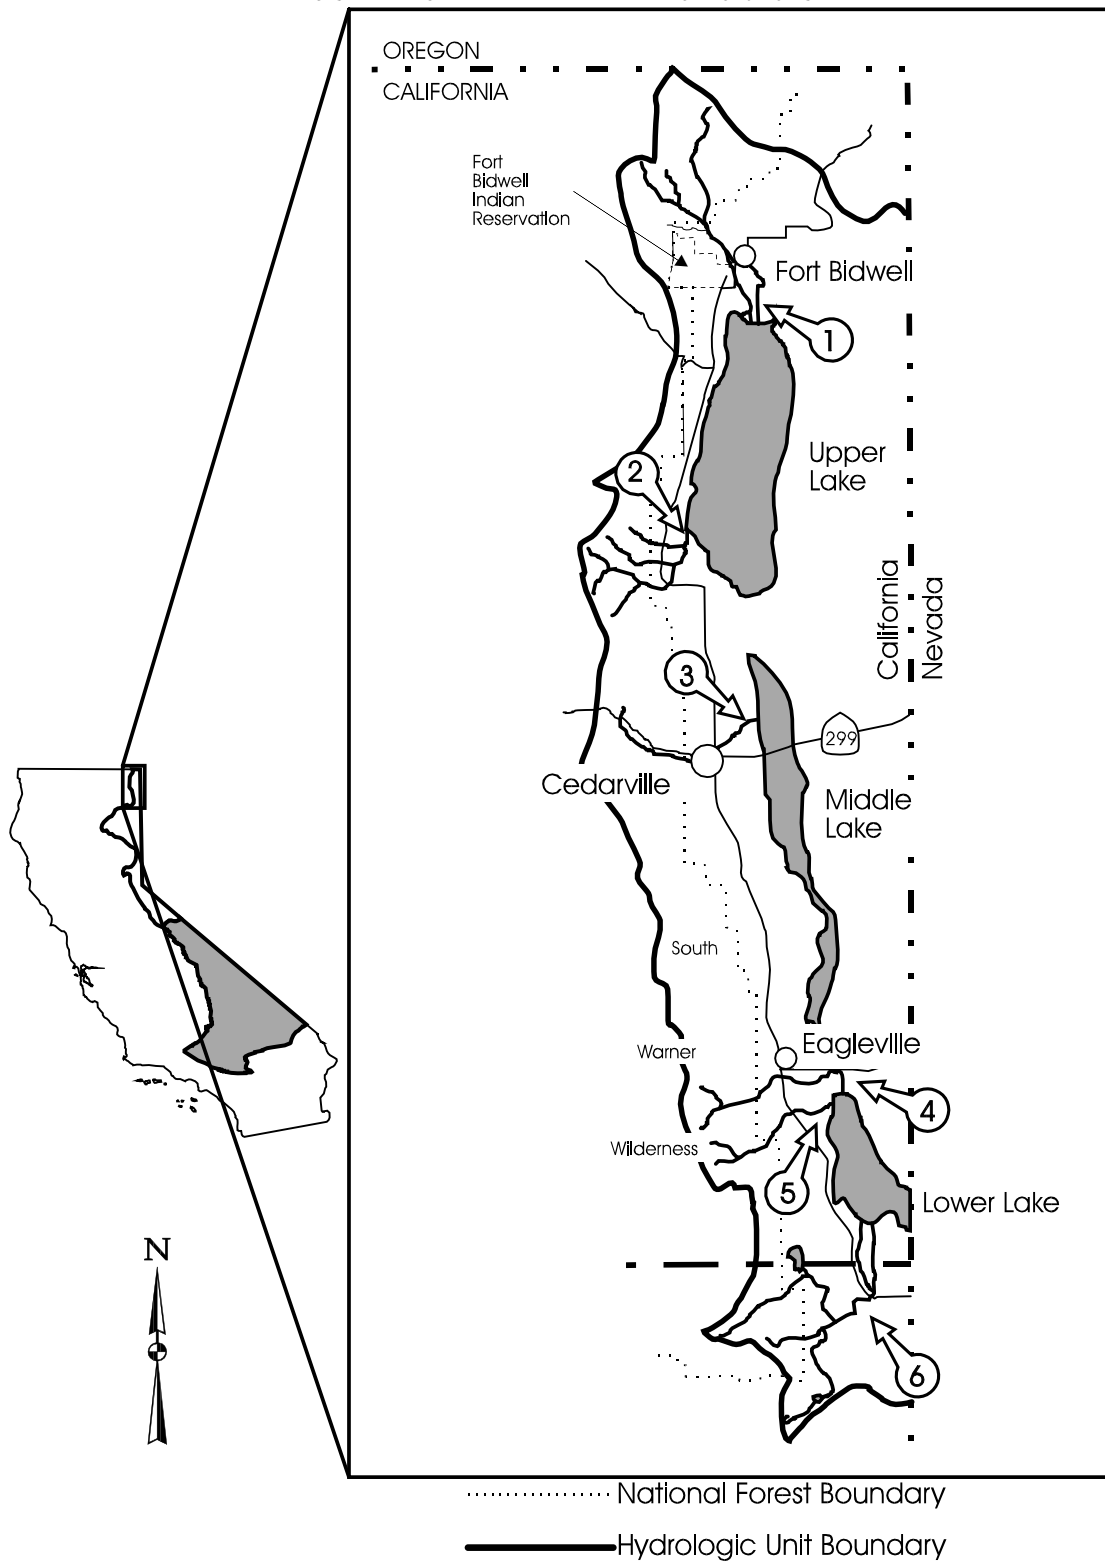 OREGON
CALIFORNIA
Fort
Bidwell
Indian
Reservation
Fort Bidwell
1
Upper
Lake
2
California
Nevada
3
299
Cedarville
Middle
Lake
South
Eagleville
Warner
4
Wilderness
5
Lower Lake
N
6
National Forest Boundary
Hydrologic Unit Boundary